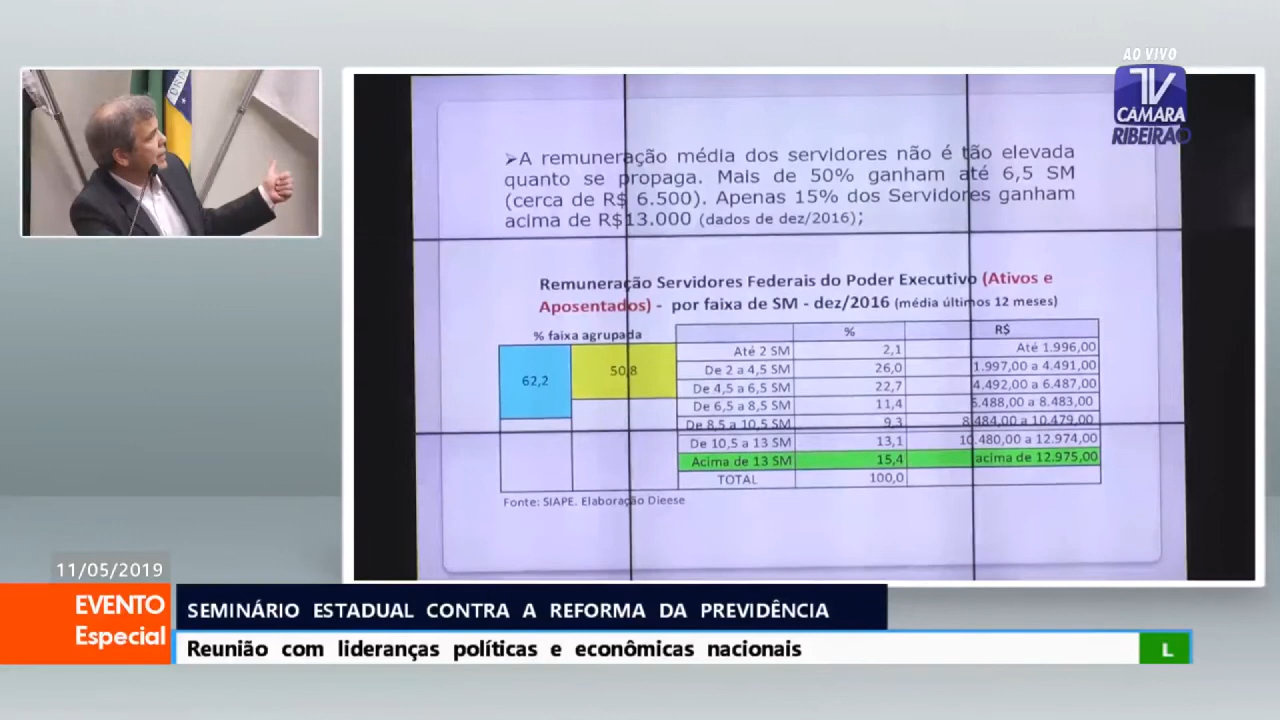 AO VIVO
TV
CÂMARA
RIBEIRÃO
➢A remuneração média dos servidores não é tão elevada
quanto se propaga. Mais de 50% ganham até 6,5 SM
(cerca de R$ 6.500). Apenas 15% dos Servidores ganham
acima de R$13.000 (dados de dez/2016);
Remuneração Servidores Federais do Poder Executivo (Ativos e
Aposentados) - por faixa de SM - dez/2016 (média últimos 12 meses)
% faixa agrupada
% R$
62,2
50,8
Até 2 SM 2,1 Até 1.996,00
De 2 a 4,5 SM 26,0 1.997,00 a 4.491,00
De 4,5 a 6,5 SM 22,7 4.492,00 a 6.487,00
De 6,5 a 8,5 SM 11,4 6.488,00 a 8.483,00
De 8,5 a 10,5 SM 9,3 8.484,00 a 10.479,00
De 10,5 a 13 SM 13,1 10.480,00 a 12.974,00
Acima de 13 SM 15,4 acima de 12.975,00
TOTAL 100,0
Fonte: SIAPE. Elaboração Dieese
11/05/2019
EVENTO
Especial
SEMINÁRIO ESTADUAL CONTRA A REFORMA DA PREVIDÊNCIA
Reunião com lideranças políticas e econômicas nacionais
L